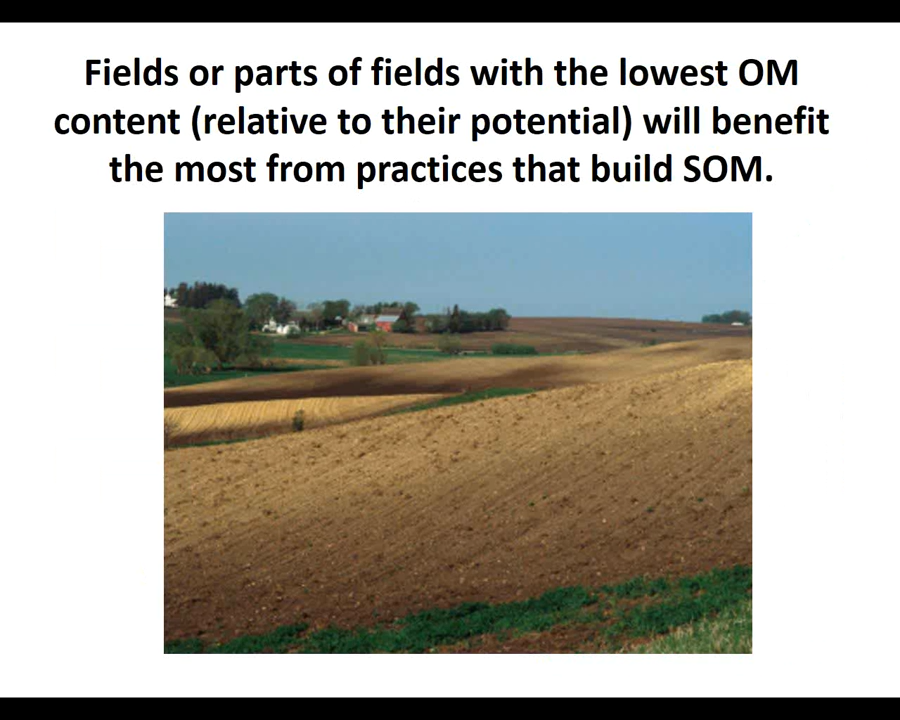 Fields or parts of fields with the lowest OM
content (relative to their potential) will benefit
the most from practices that build SOM.